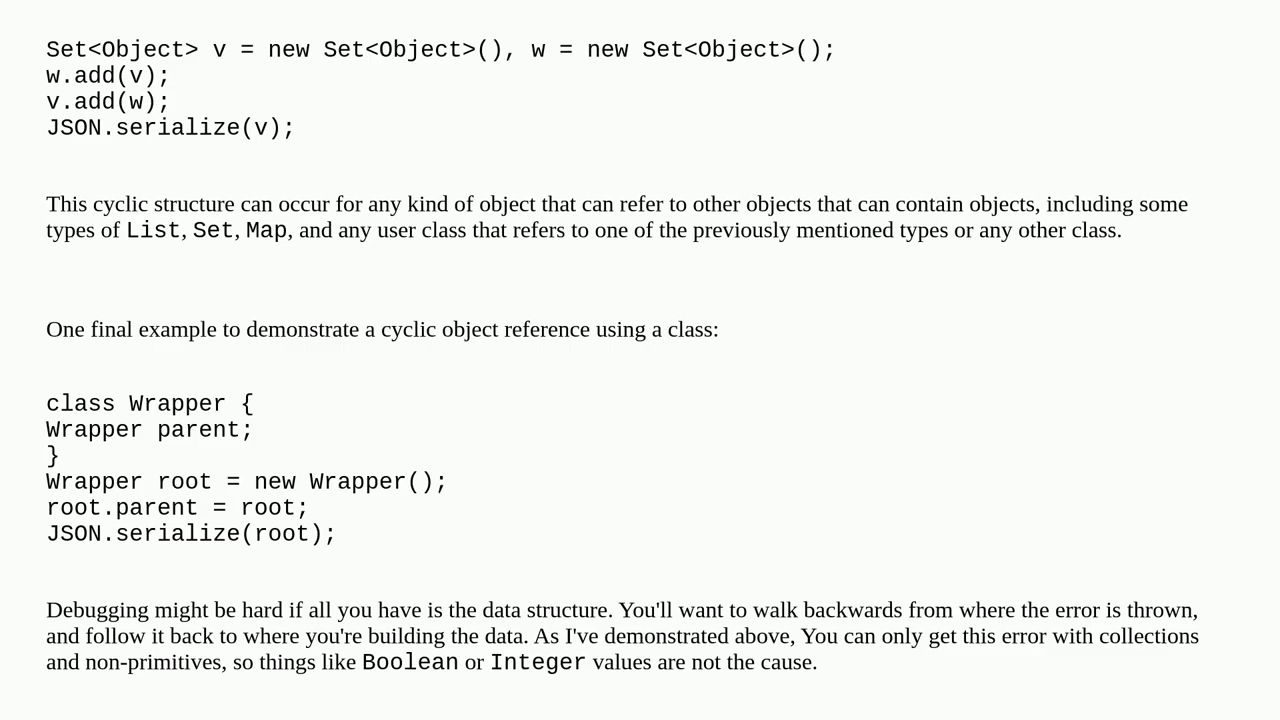 Set<Object> v = new Set<Object>(), w = new Set<Object>();
w.add(v);
v.add(w);
JSON.serialize(v);
This cyclic structure can occur for any kind of object that can refer to other objects that can contain objects, including some
types of List, Set, Map, and any user class that refers to one of the previously mentioned types or any other class.
One final example to demonstrate a cyclic object reference using a class:
class Wrapper {
Wrapper parent;
}
Wrapper root = new Wrapper();
root.parent = root;
JSON.serialize(root);
Debugging might be hard if all you have is the data structure. You'll want to walk backwards from where the error is thrown,
and follow it back to where you're building the data. As I've demonstrated above, You can only get this error with collections
and non-primitives, so things like Boolean or Integer values are not the cause.